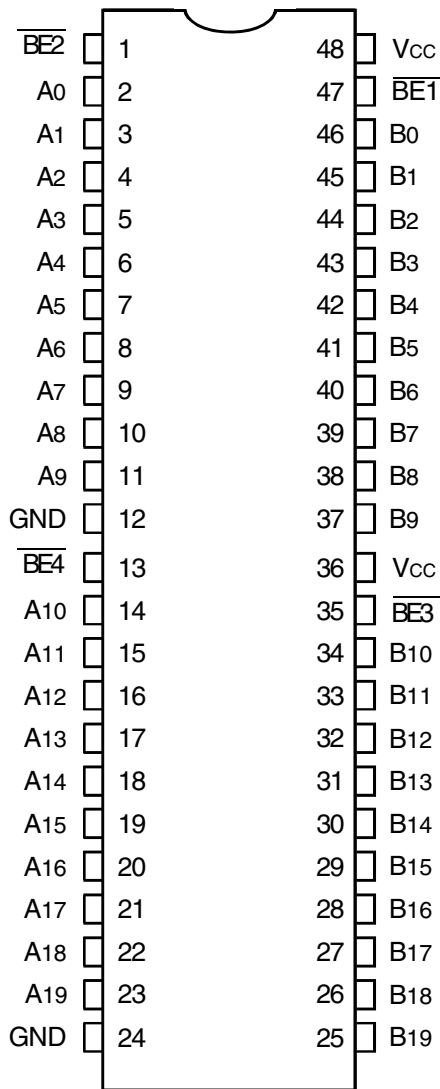 B̅E̅2̅ 1 48 VCC
A0 2 47 B̅E̅1̅
A1 3 46 B0
A2 4 45 B1
A3 5 44 B2
A4 6 43 B3
A5 7 42 B4
A6 8 41 B5
A7 9 40 B6
A8 10 39 B7
A9 11 38 B8
GND 12 37 B9
B̅E̅4̅ 13 36 VCC
A10 14 35 B̅E̅3̅
A11 15 34 B10
A12 16 33 B11
A13 17 32 B12
A14 18 31 B13
A15 19 30 B14
A16 20 29 B15
A17 21 28 B16
A18 22 27 B17
A19 23 26 B18
GND 24 25 B19